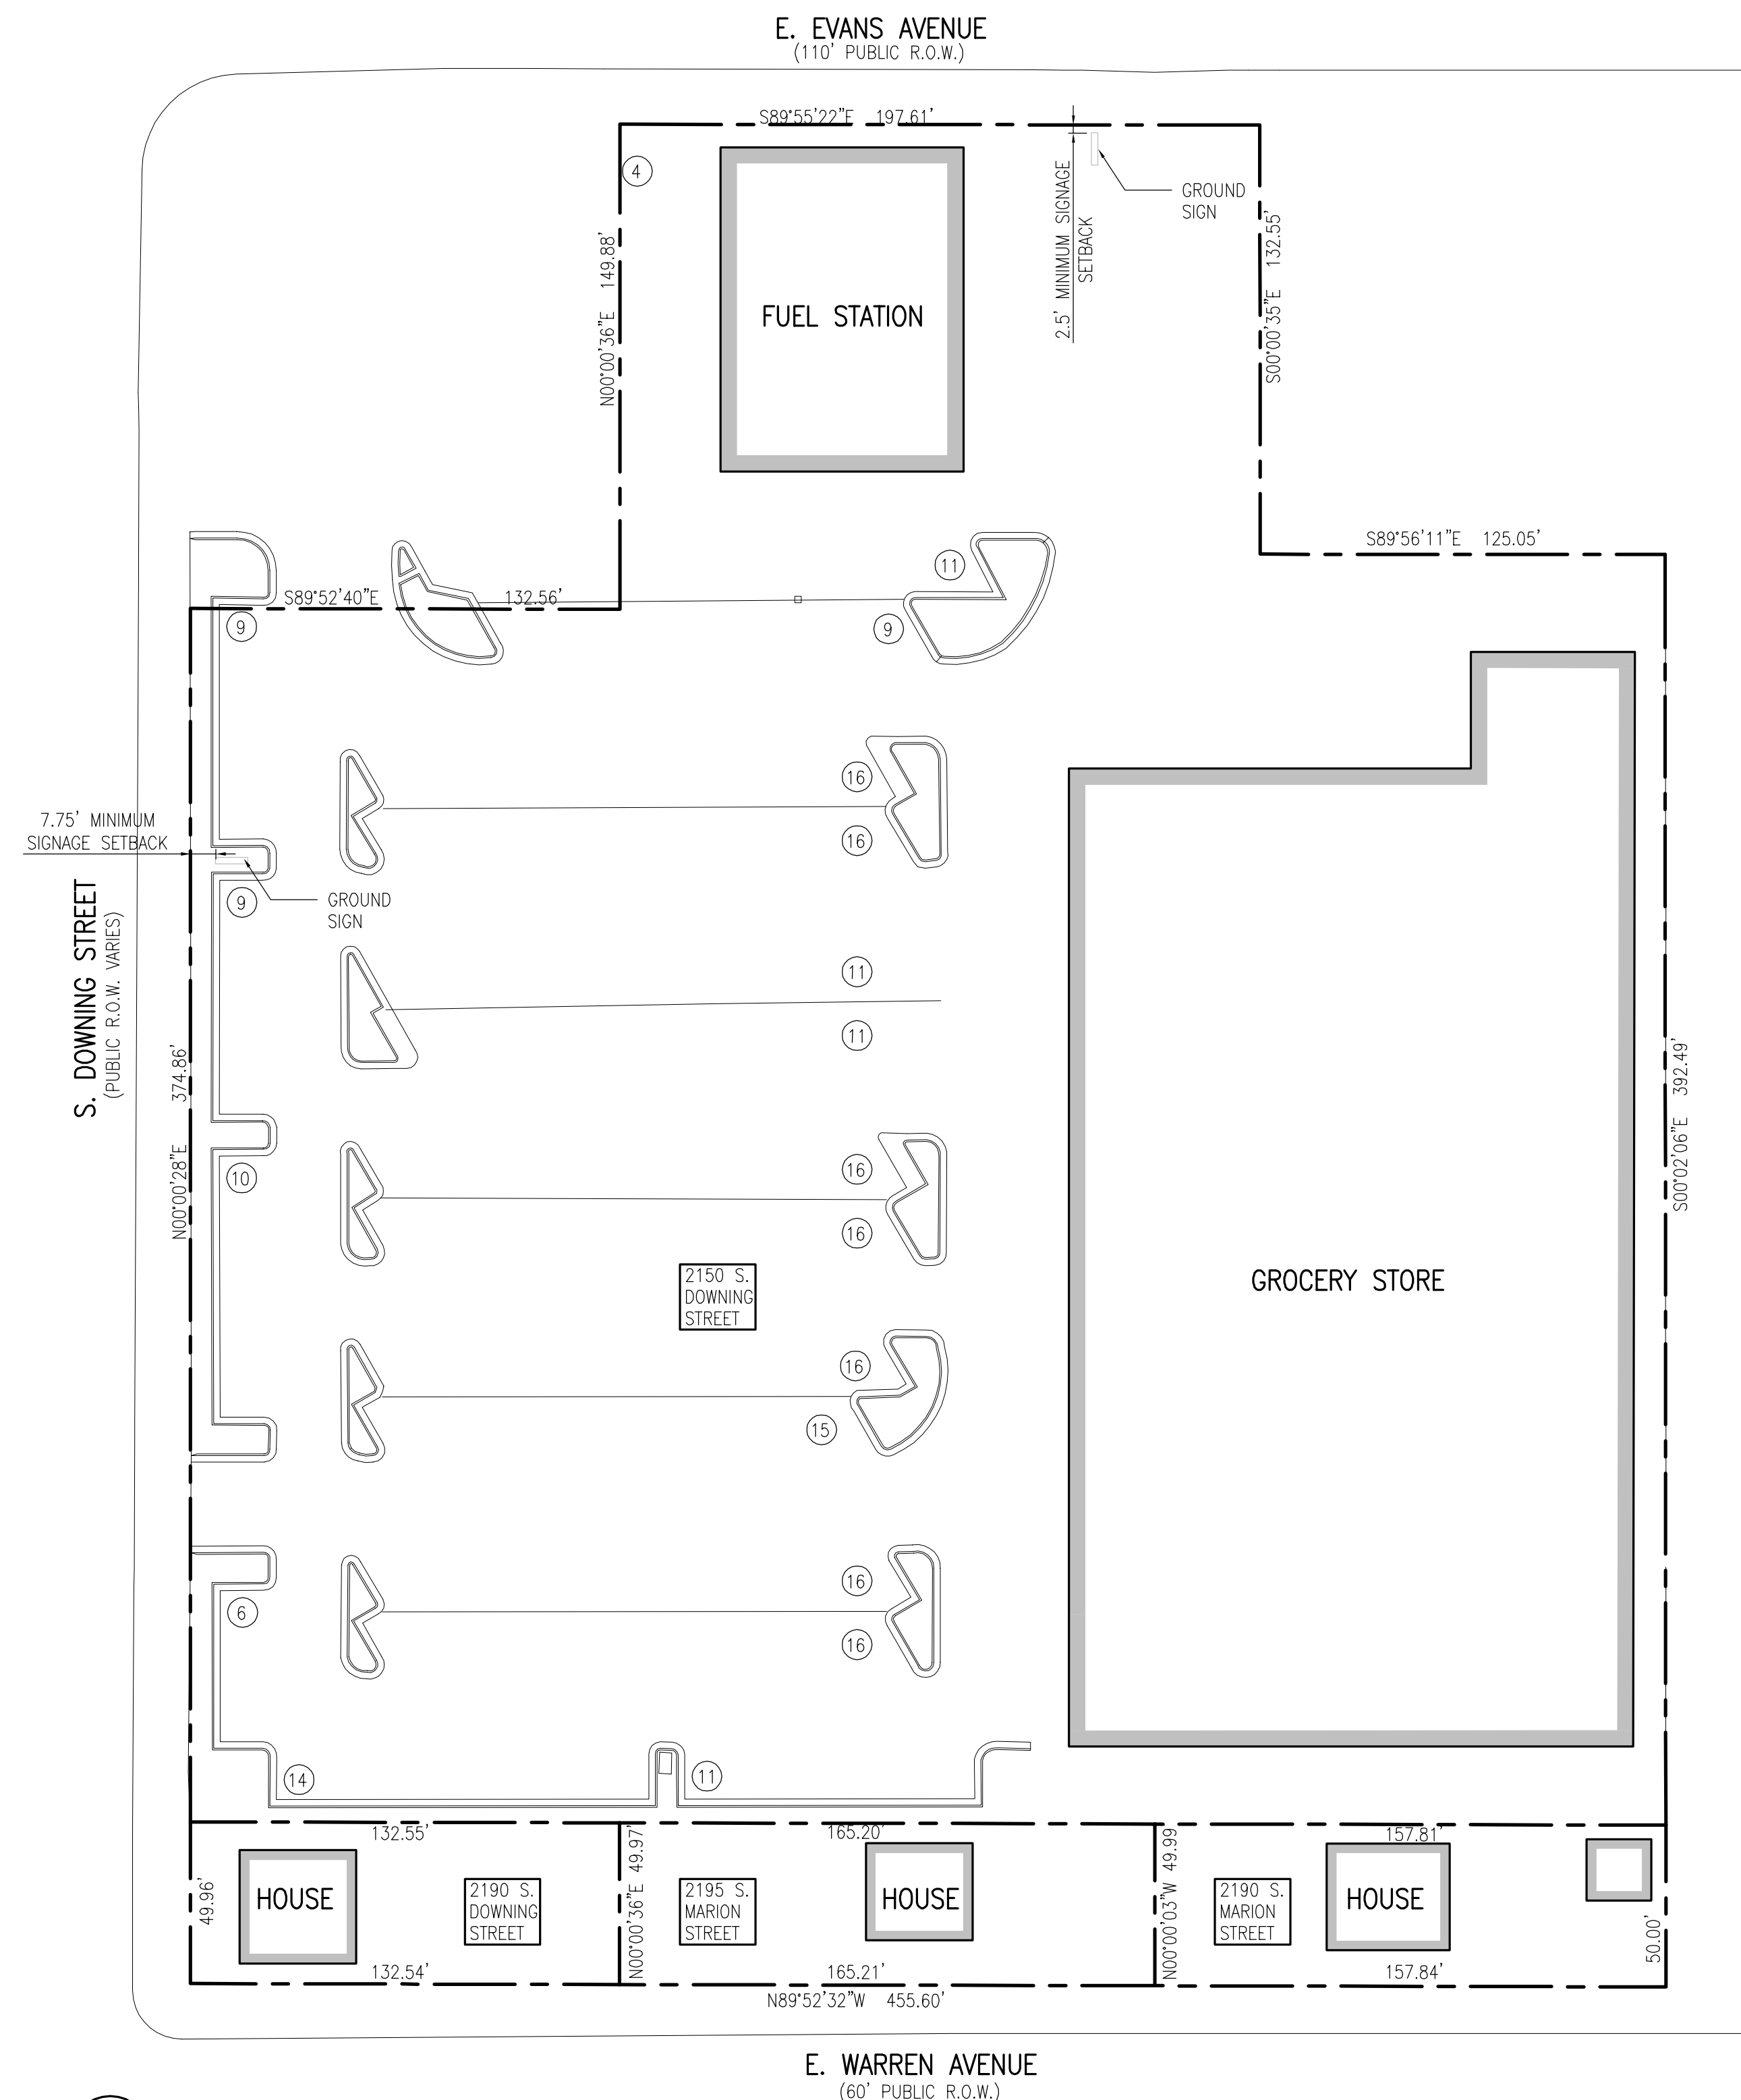 E. EVANS AVENUE
(110' PUBLIC R.O.W.)
S89°55'22"E 197.61'
4
GROUND
SIGN
2.5' MINIMUM SIGNAGE
SETBACK
N00°00'36"E 149.88'
FUEL STATION
S00°00'35"E 132.55'
S89°56'11"E 125.05'
11
S89°52'40"E 132.56'
9
9
16
7.75' MINIMUM
SIGNAGE SETBACK
16
9
GROUND
SIGN
S. DOWNING STREET
(PUBLIC R.O.W. VARIES)
11
11
N00°00'28"E 374.86'
S00°02'06"E 392.49'
10
16
16
2150 S.
DOWNING
STREET
GROCERY STORE
16
15
16
6
16
14
11
132.55'
165.20'
157.81'
49.96'
HOUSE
2190 S.
DOWNING
STREET
N00°00'36"E 49.97'
2195 S.
MARION
STREET
HOUSE
N00°00'03"W 49.99
2190 S.
MARION
STREET
HOUSE
50.00'
132.54'
165.21'
157.84'
N89°52'32"W 455.60'
E. WARREN AVENUE
(60' PUBLIC R.O.W.)